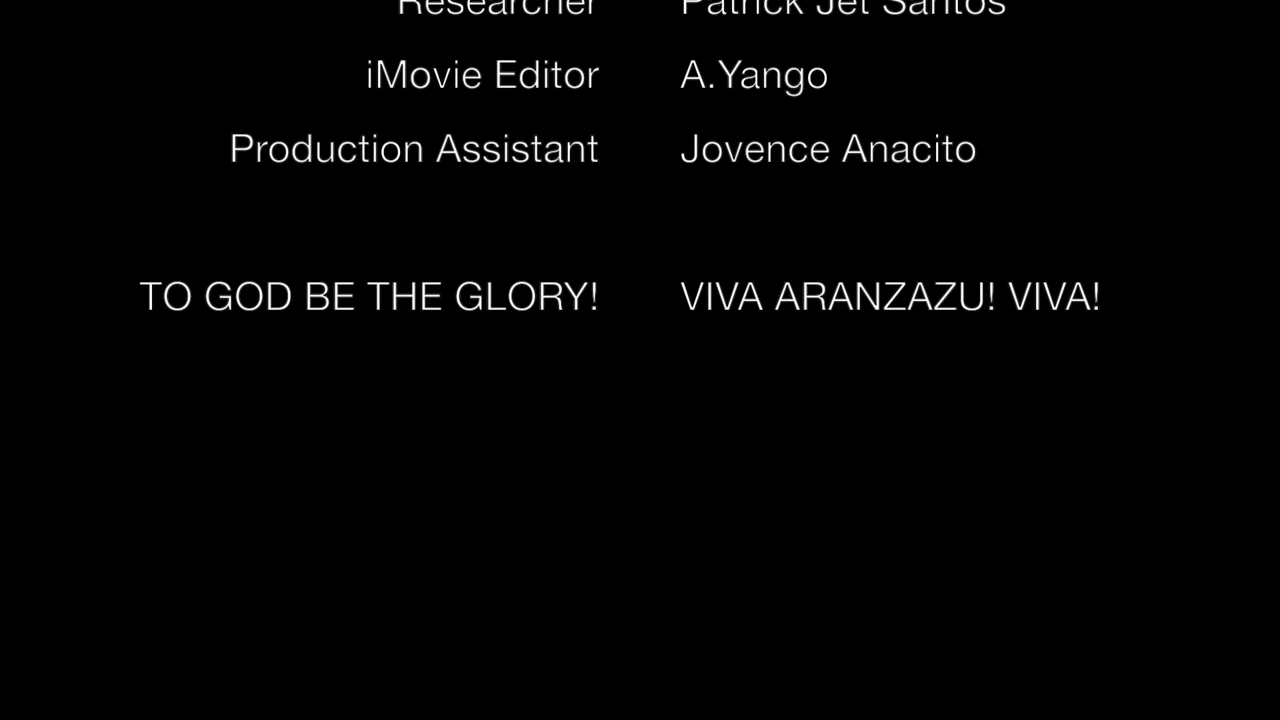 Researcher Patrick Jet Santos
iMovie Editor A.Yango
Production Assistant Jovence Anacito
TO GOD BE THE GLORY! VIVA ARANZAZU! VIVA!